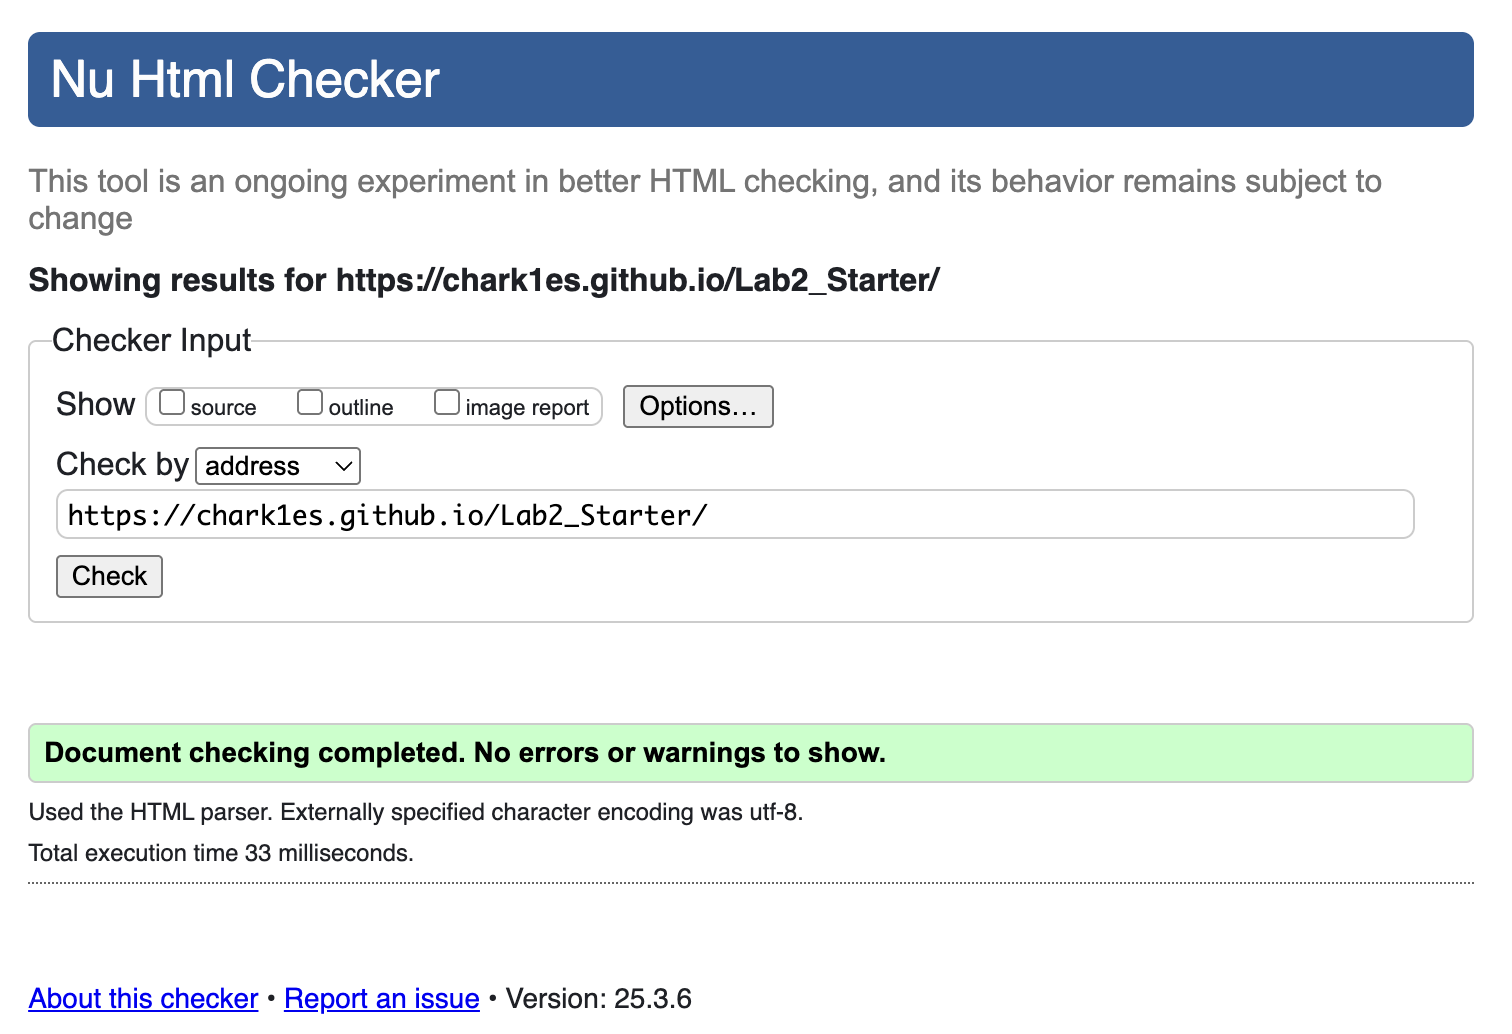 Nu Html Checker
This tool is an ongoing experiment in better HTML checking, and its behavior remains subject to
change
Showing results for https://chark1es.github.io/Lab2_Starter/
Checker Input
Show source outline image report Options...
Check by address
https://chark1es.github.io/Lab2_Starter/
Check
Document checking completed. No errors or warnings to show.
Used the HTML parser. Externally specified character encoding was utf-8.
Total execution time 33 milliseconds.
About this checker • Report an issue • Version: 25.3.6